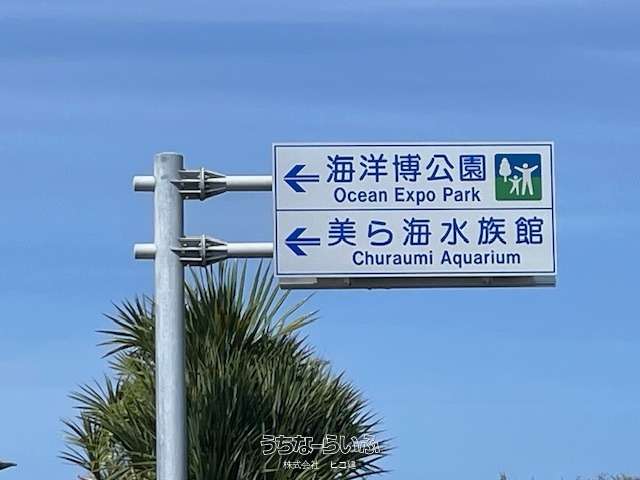 海洋博公園
Ocean Expo Park
美ら海水族館
Churaumi Aquarium
うちなーらいふ
株式会社